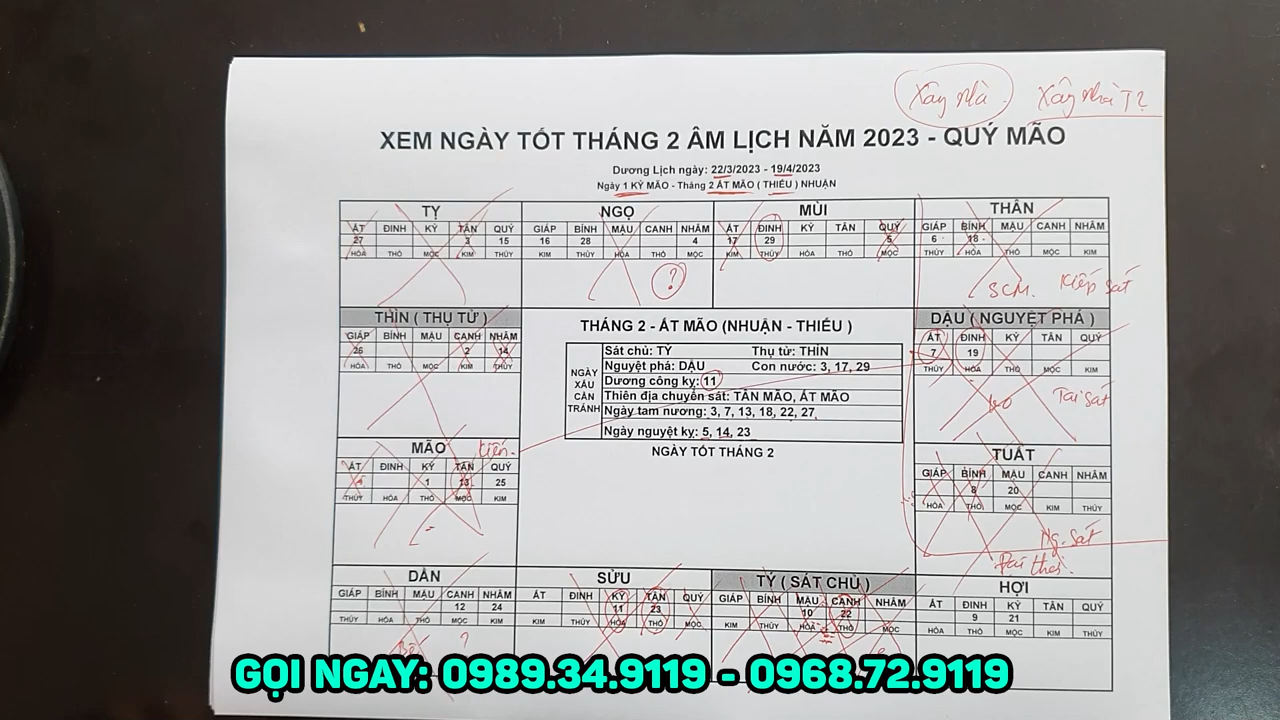 Xây nhà. Xây nhà T2
XEM NGÀY TỐT THÁNG 2 ÂM LỊCH NĂM 2023 - QUÝ MÃO
Dương Lịch ngày: 22/3/2023 - 19/4/2023
Ngày 1 KỶ MÃO - Tháng 2 ẤT MÃO ( THIẾU ) NHUẬN
TỴ NGỌ MÙI THÂN
ẤT ĐINH KỶ TÂN QUÝ GIÁP BÍNH MẬU CANH NHÂM ẤT ĐINH KỶ TÂN QUÝ GIÁP BÍNH MẬU CANH NHÂM
27 3 15 16 28 4 17 29 5 6 18
HỎA THỔ MỘC KIM THỦY KIM THỦY HỎA THỔ MỘC KIM THỦY HỎA THỔ MỘC THỔ MỘC KIM
?
SCM. Kiếp sát
THÌN ( THỤ TỬ )
GIÁP BÍNH MẬU CANH NHÂM
26 2 14
HỎA THỔ MỘC KIM THỦY
THÁNG 2 - ẤT MÃO (NHUẬN - THIẾU )
NGÀY XẤU CẦN TRÁNH
Sát chủ: TÝ Thụ tử: THÌN
Nguyệt phá: DẬU Con nước: 3, 17, 29
Dương công kỵ: 11
Thiên địa chuyển sát: TÂN MÃO, ẤT MÃO
Ngày tam nương: 3, 7, 13, 18, 22, 27
Ngày nguyệt kỵ: 5, 14, 23
NGÀY TỐT THÁNG 2
DẬU ( NGUYỆT PHÁ )
ẤT ĐINH KỶ TÂN QUÝ
7 19
THỦY HỎA THỔ MỘC KIM
Tai sát
MÃO
ẤT ĐINH KỶ TÂN QUÝ
1 13 25
THỦY HỎA THỔ MỘC KIM
TUẤT
GIÁP BÍNH MẬU CANH NHÂM
8 20
HỎA THỔ MỘC KIM THỦY
Ng. sát
DẦN
GIÁP BÍNH MẬU CANH NHÂM
12 24
THỦY HỎA THỔ MỘC KIM
?
SỬU
ẤT ĐINH KỶ TÂN QUÝ
11 23
KIM THỦY HỎA THỔ MỘC
TÝ ( SÁT CHỦ )
GIÁP BÍNH MẬU CANH NHÂM
10 22
KIM THỦY HỎA THỔ MỘC
HỢI
ẤT ĐINH KỶ TÂN QUÝ
9 21
HỎA THỔ MỘC KIM THỦY
GỌI NGAY: 0989.34.9119 - 0968.72.9119